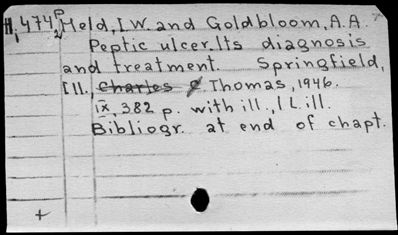 H,474,P2 Held, I.W. and Goldbloom, A.A.
Peptic ulcer. Its diagnosis
and treatment. Springfield,
Ill., Charles C Thomas, 1946.
IX, 382 p. with ill., 1 L. ill.
Bibliogr. at end of chapt.
+